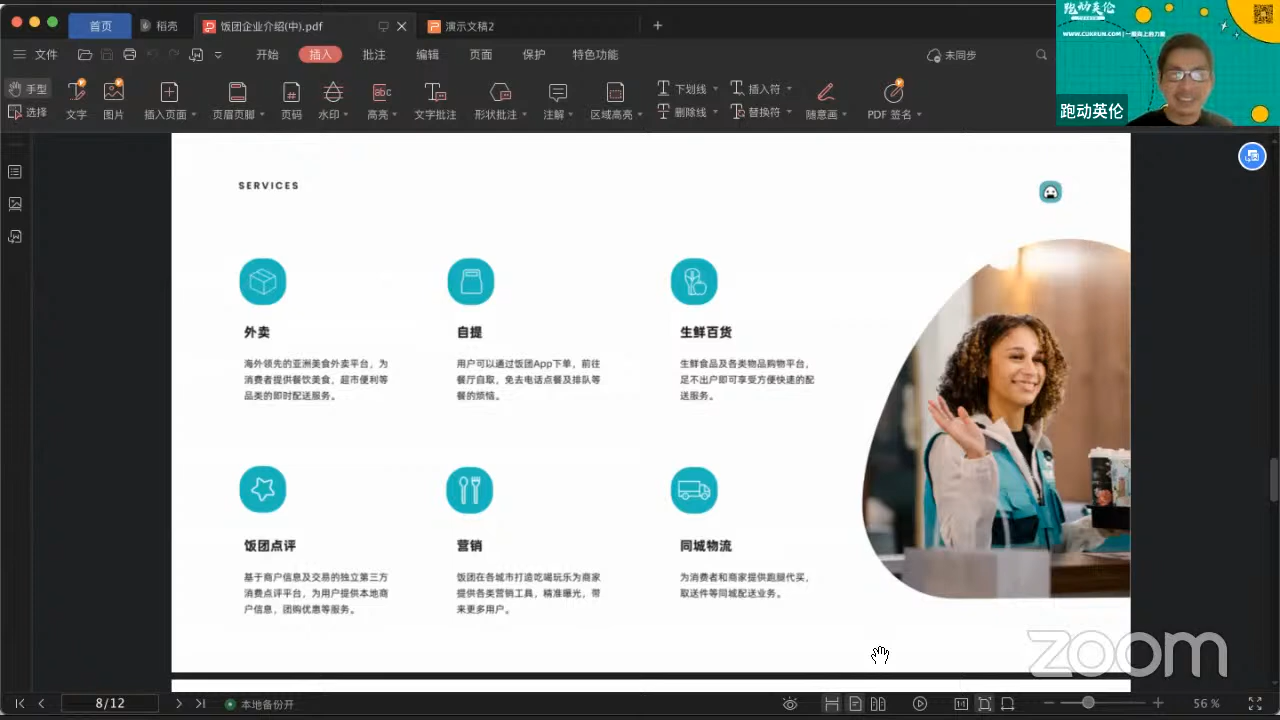 首页
稻壳
饭团企业介绍(中).pdf
演示文稿2
文件
开始
插入
批注
编辑
页面
保护
特色功能
未同步
手型
选择
文字
图片
插入页面
页眉页脚
页码
水印
高亮
文字批注
形状批注
注解
区域高亮
下划线
删除线
插入符
替换符
随意画
PDF 签名
跑动英伦
WWW.CUKRUN.COM | 一股向上的力量
跑动英伦
SERVICES
外卖
海外领先的亚洲美食外卖平台，为
消费者提供餐饮美食，超市便利等
品类的即时配送服务。
自提
用户可以通过饭团App下单，前往
餐厅自取，免去电话点餐及排队等
餐的烦恼。
生鲜百货
生鲜食品及各类物品购物平台，
足不出户即可享受方便快速的配
送服务。
饭团点评
基于商户信息及交易的独立第三方
消费点评平台，为用户提供本地商
户信息，团购优惠等服务。
营销
饭团在各城市打造吃喝玩乐为商家
提供各类营销工具，精准曝光，带
来更多用户。
同城物流
为消费者和商家提供跑腿代买，
取送件等同城配送业务。
zoom
8/12
本地备份开
1:1
56 %